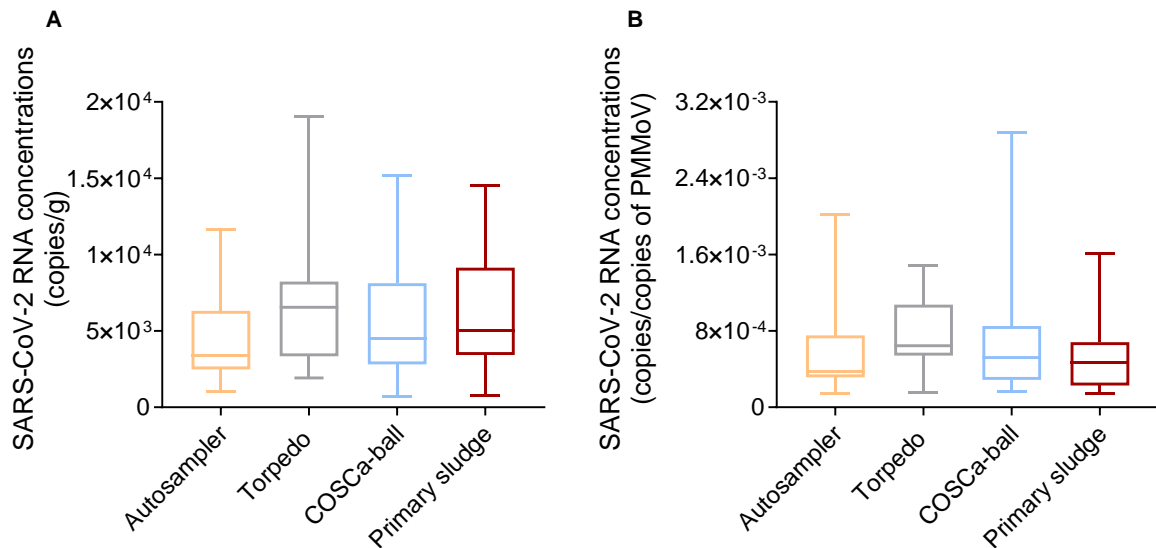 A
SARS-CoV-2 RNA concentrations
(copies/g)
2×10⁴
1.5×10⁴
1×10⁴
5×10³
0
Autosampler
Torpedo
COSCa-ball
Primary sludge
B
SARS-CoV-2 RNA concentrations
(copies/copies of PMMoV)
3.2×10⁻³
2.4×10⁻³
1.6×10⁻³
8×10⁻⁴
0
Autosampler
Torpedo
COSCa-ball
Primary sludge